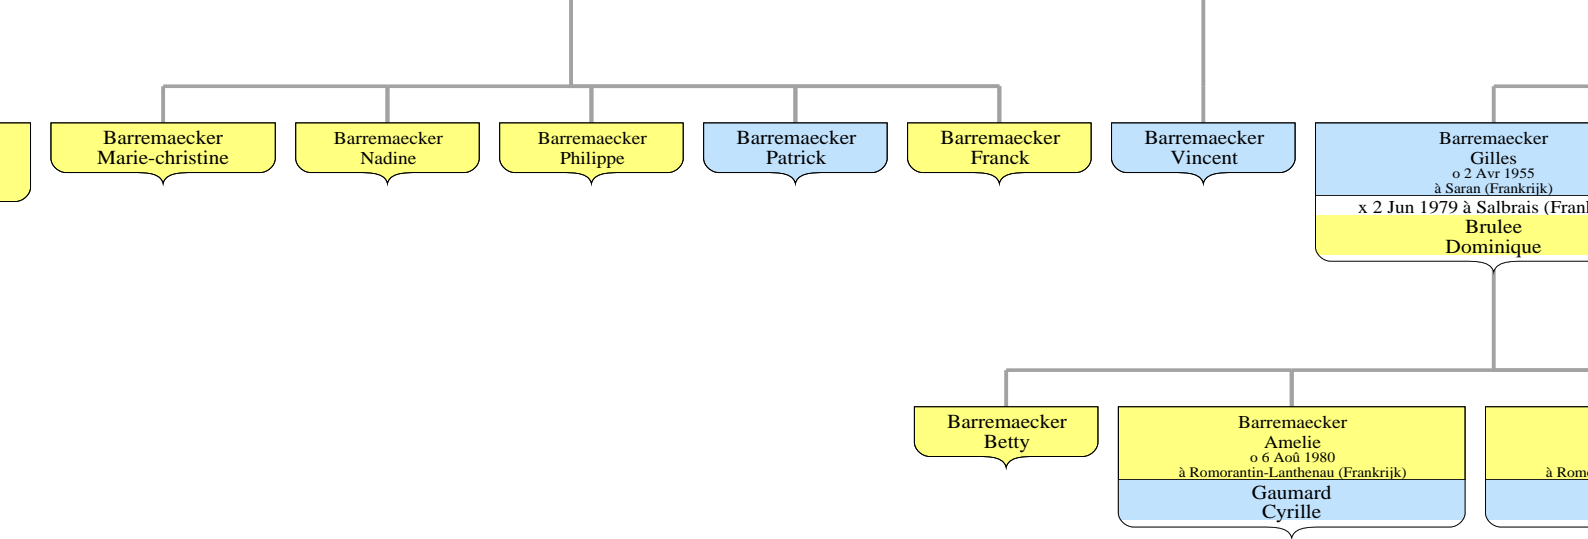 Barremaecker
Marie-christine
Barremaecker
Nadine
Barremaecker
Philippe
Barremaecker
Patrick
Barremaecker
Franck
Barremaecker
Vincent
Barremaecker
Gilles
o 2 Avr 1955
à Saran (Frankrijk)
x 2 Jun 1979 à Salbrais (Fran
Brulee
Dominique
Barremaecker
Betty
Barremaecker
Amelie
o 6 Aoû 1980
à Romorantin-Lanthenau (Frankrijk)
Gaumard
Cyrille
à Rom